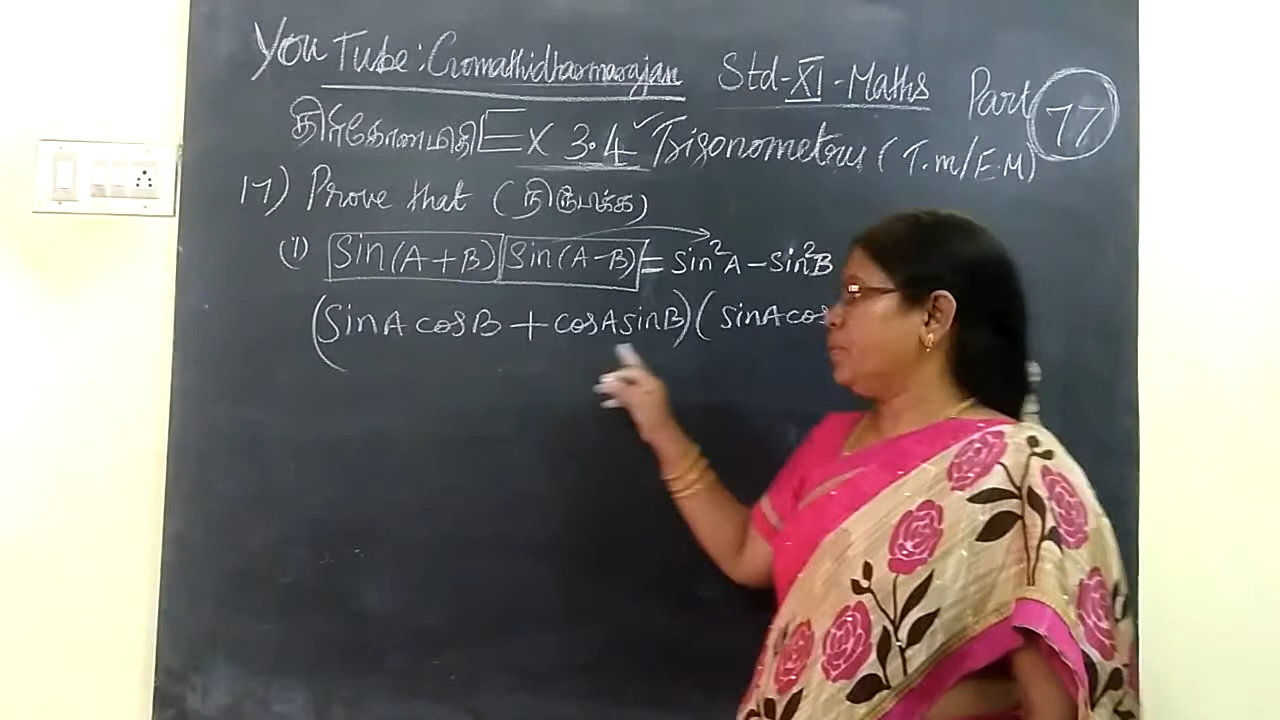 YouTube: Gomathidharmarajan Std-XI-Maths Part 77
திரிகோணமிதி EX 3.4 ✓ Trigonometry (T.M/E.M)
17) Prove that (நிரூபிக்க)
(i) Sin(A+B) Sin(A-B) = Sin²A - Sin²B
(SinA cosB + cosA sinB) ( sinA cos